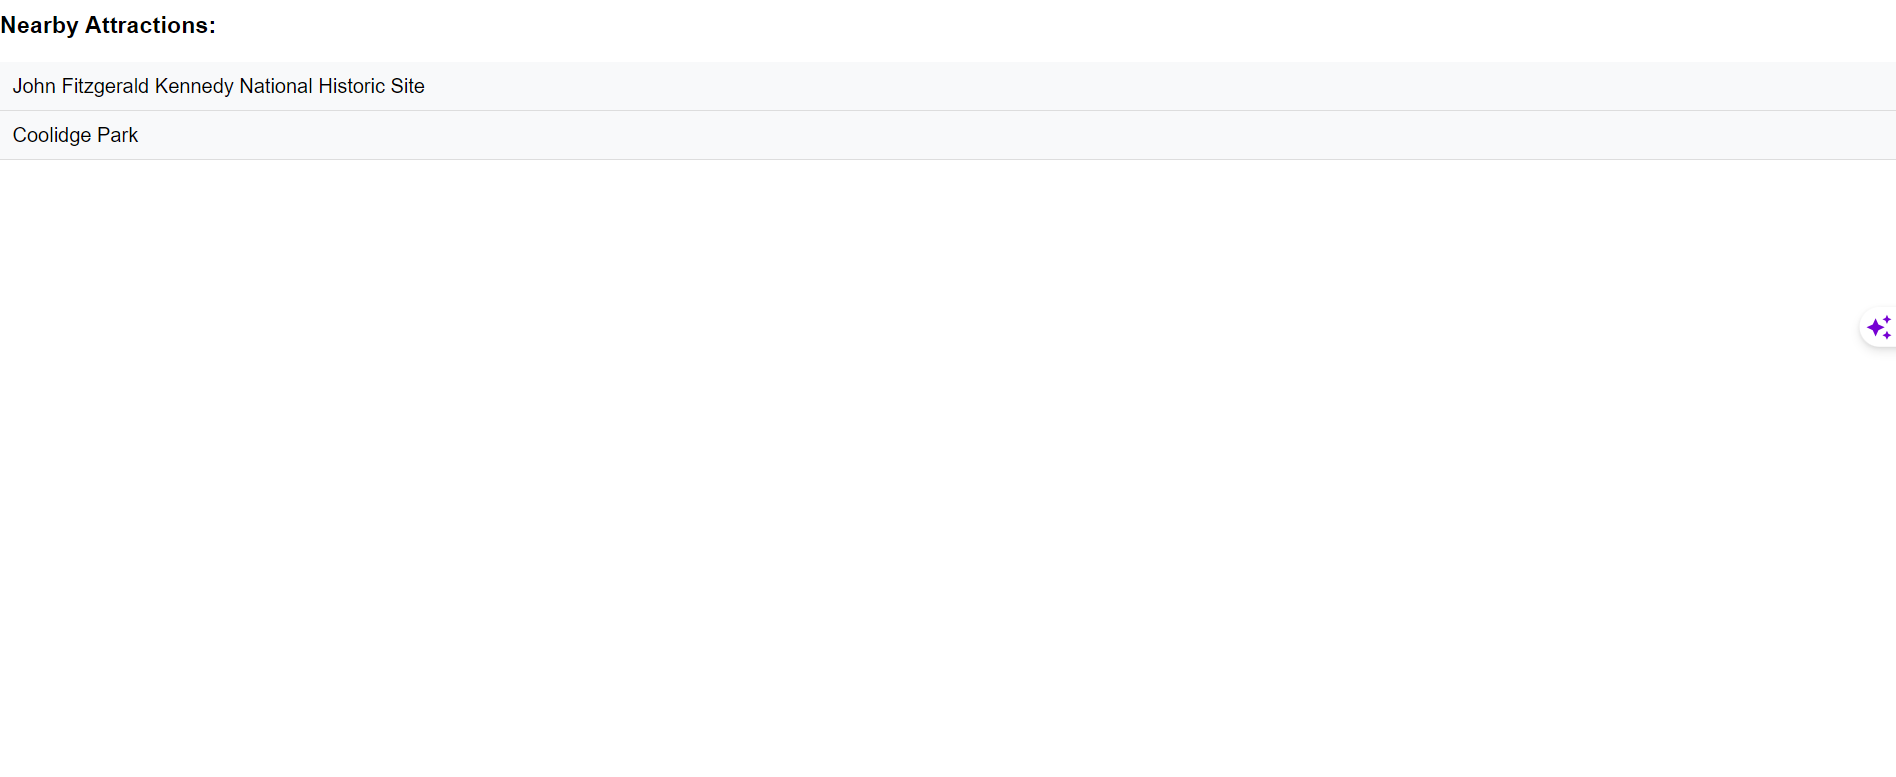 Nearby Attractions:
John Fitzgerald Kennedy National Historic Site
Coolidge Park